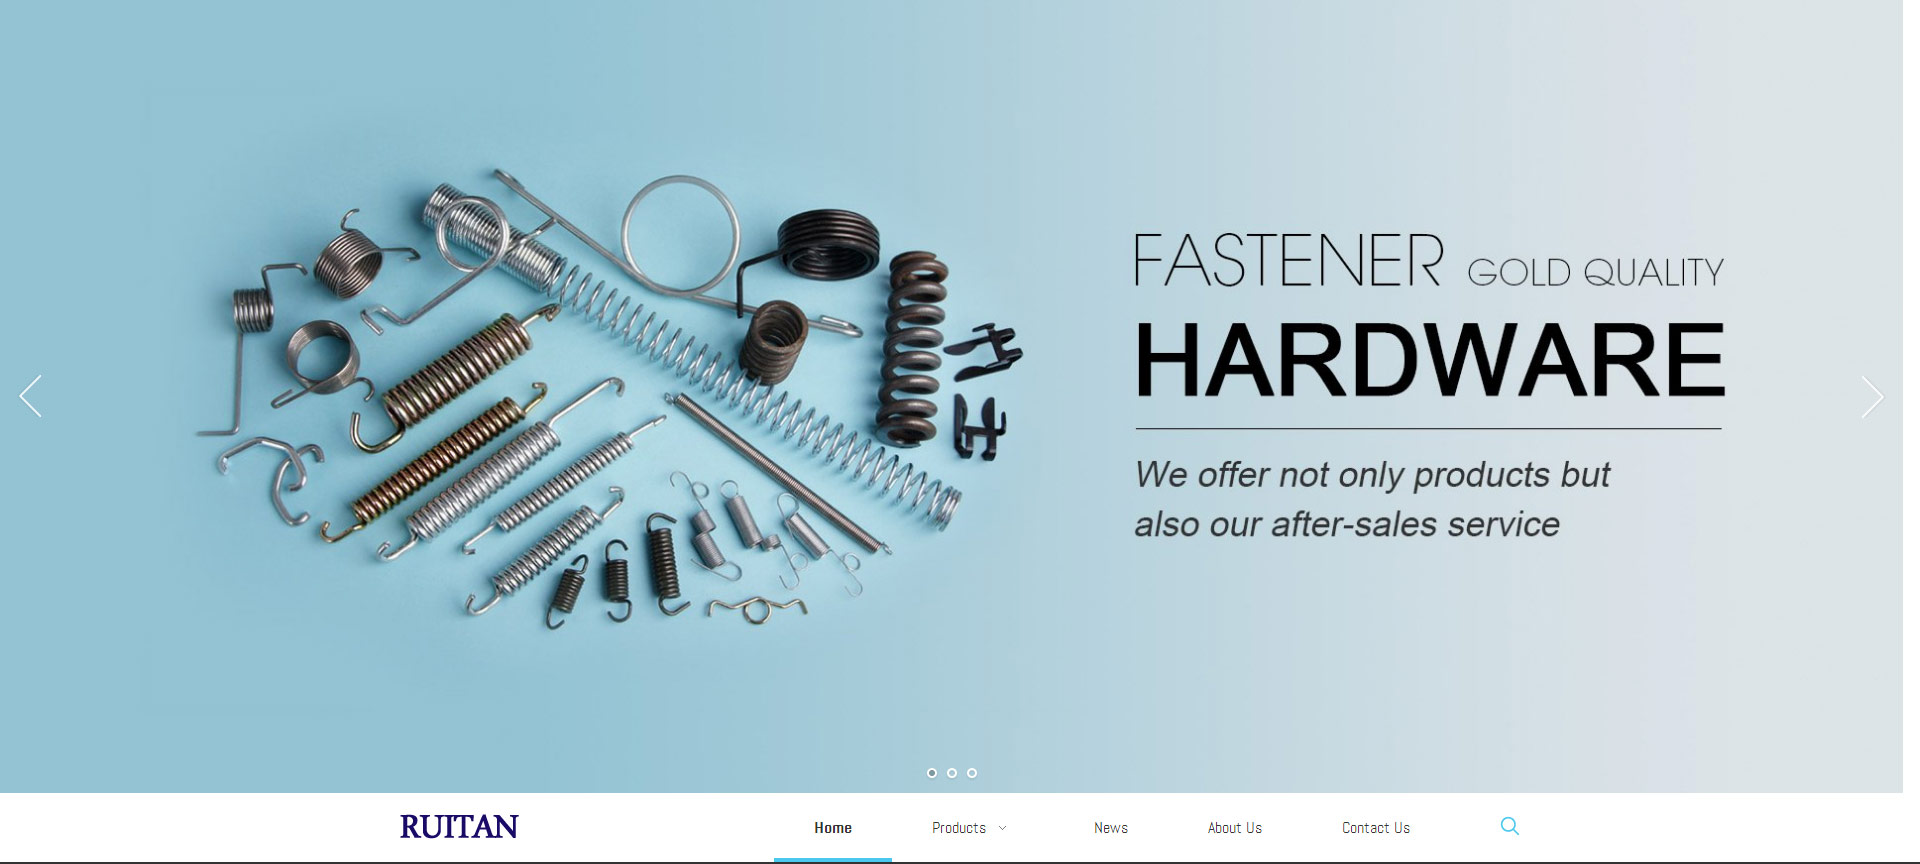 FASTENER GOLD QUALITY
HARDWARE
We offer not only products but
also our after-sales service
RUITAN
Home
Products
News
About Us
Contact Us